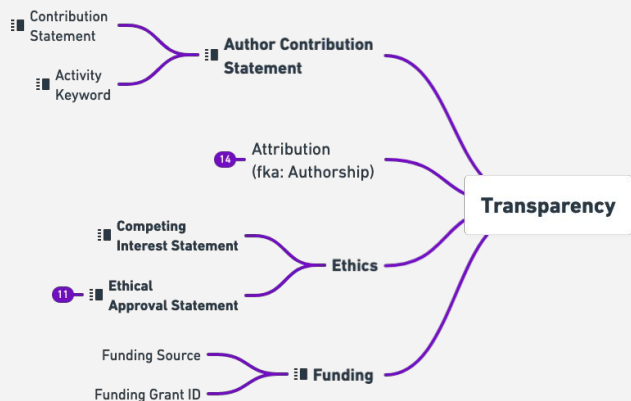 Contribution
Statement
Activity
Keyword
Author Contribution
Statement
14
Attribution
(fka: Authorship)
Transparency
Competing
Interest Statement
Ethics
11
Ethical
Approval Statement
Funding Source
Funding
Funding Grant ID